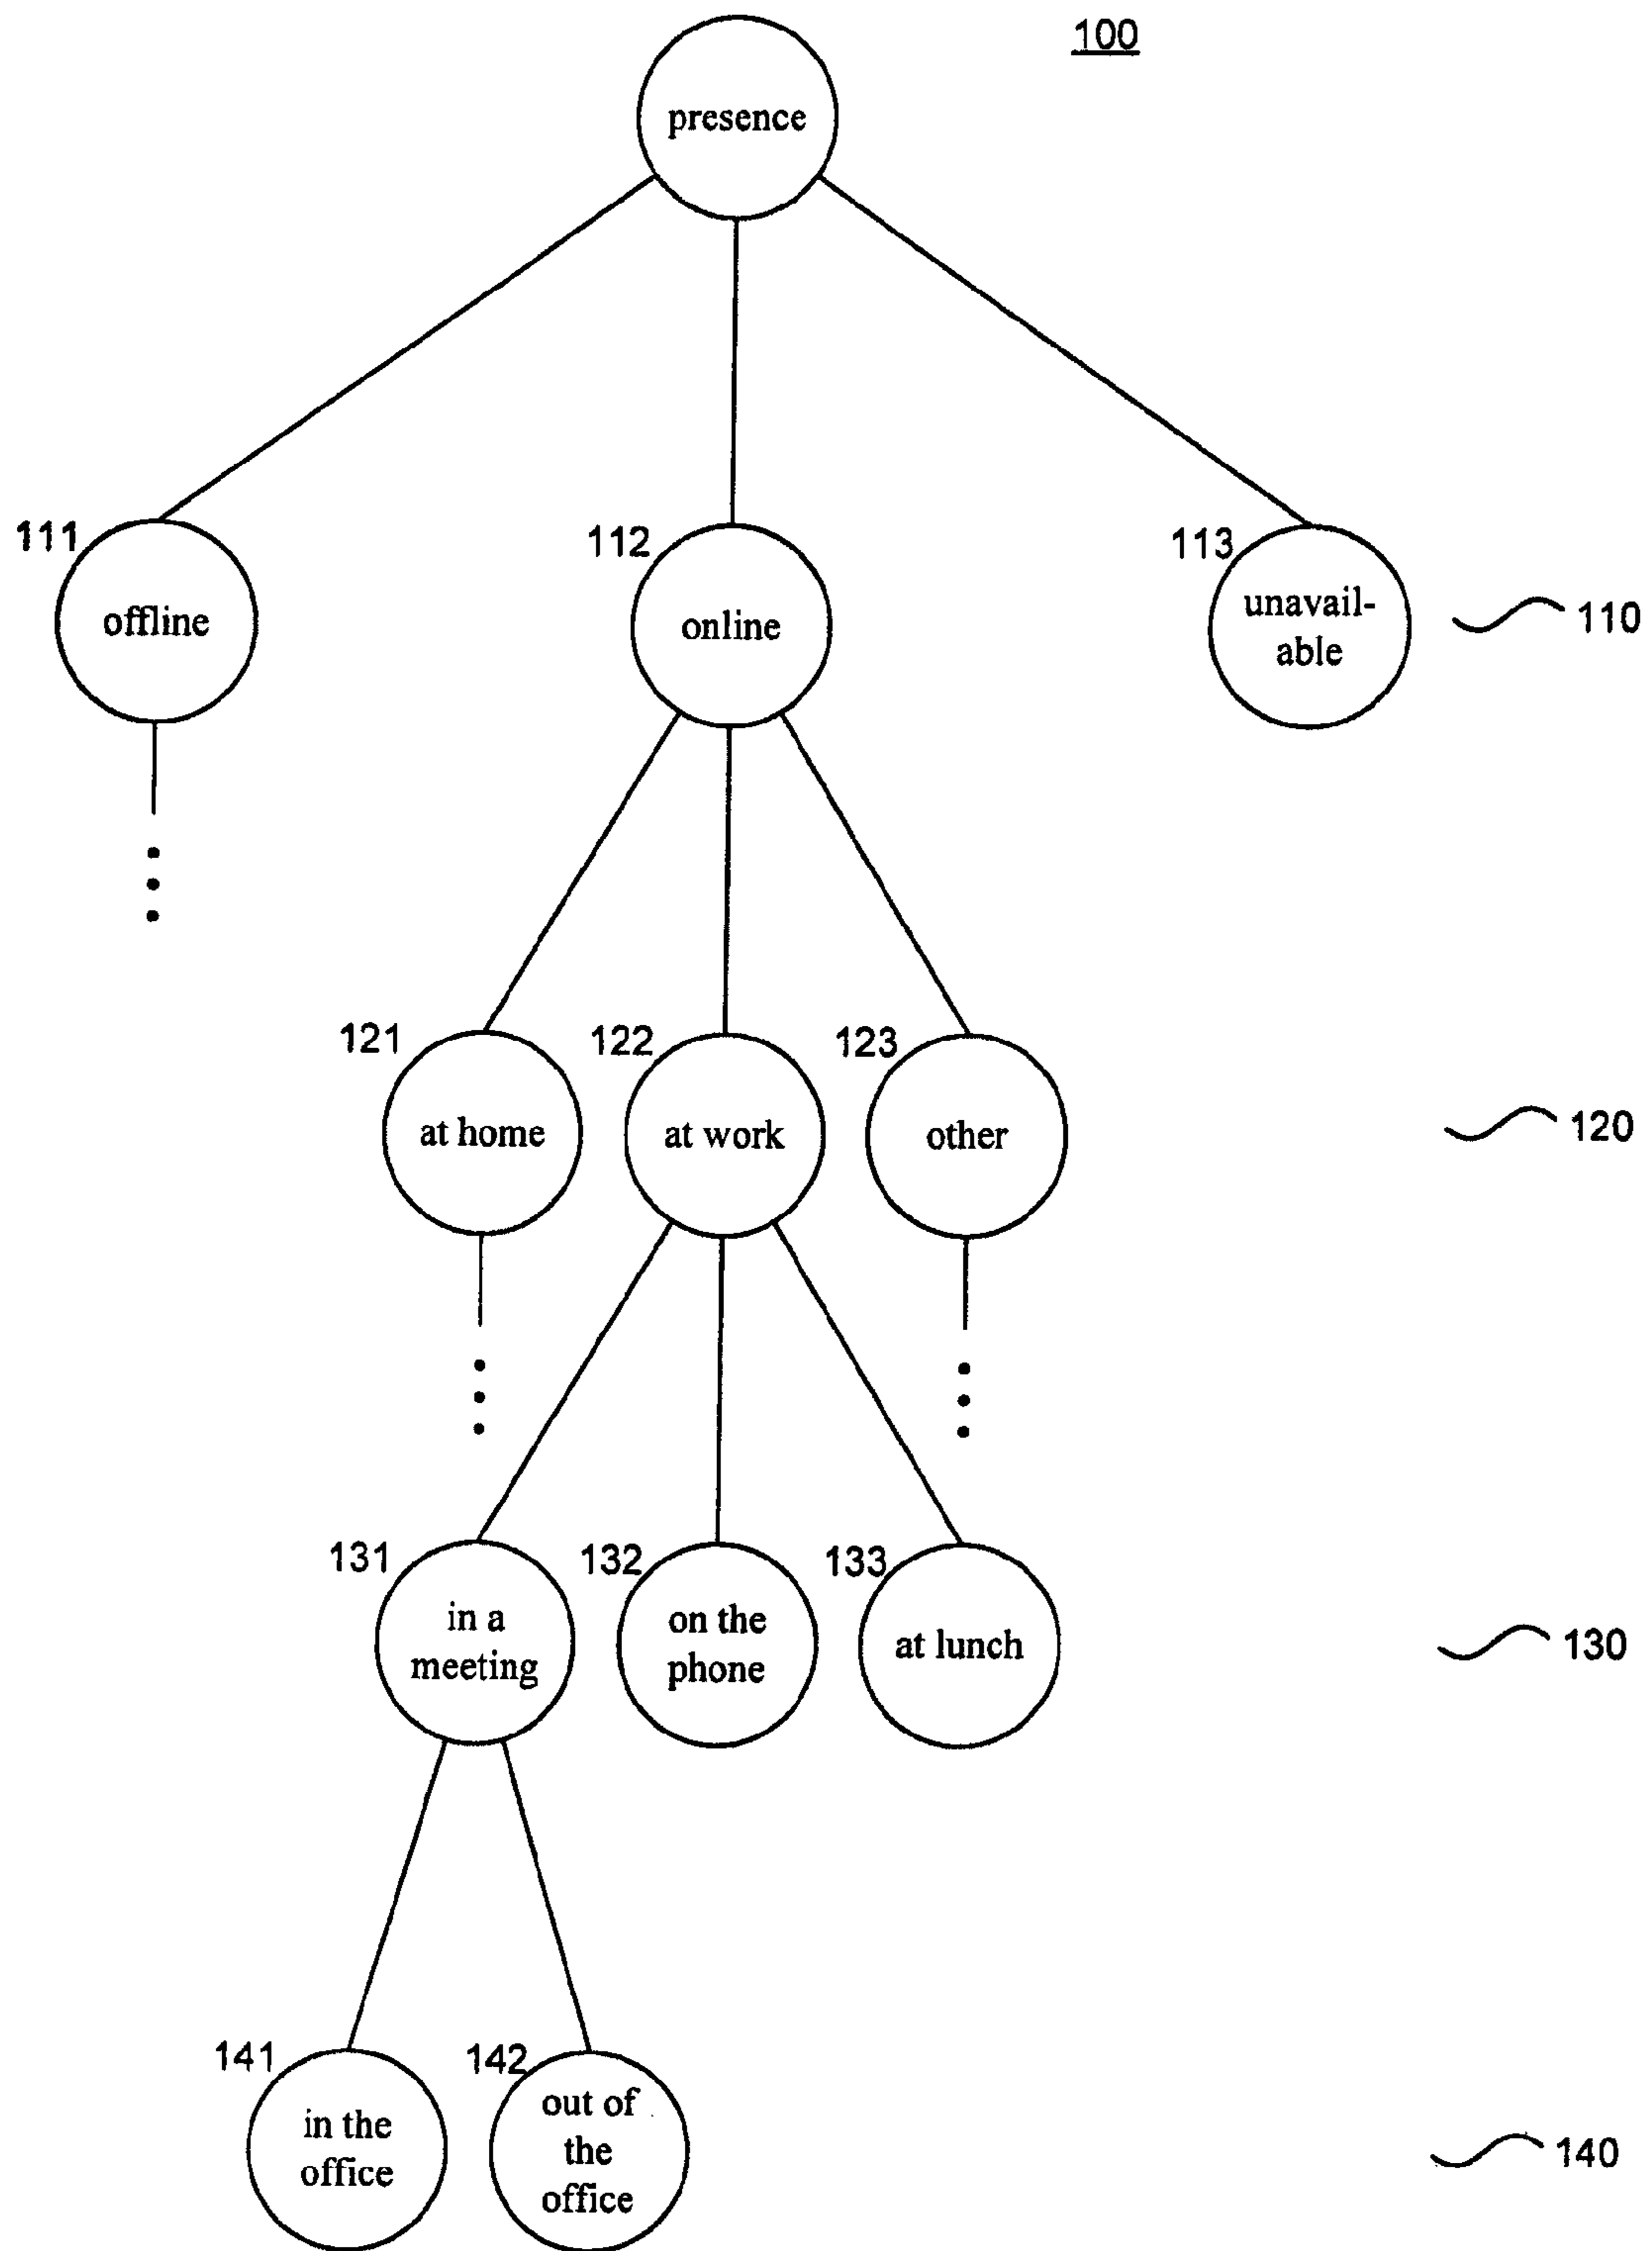 100
presence
111
offline
112
online
113
unavail-
able
110
121
at home
122
at work
123
other
120
131
in a
meeting
132
on the
phone
133
at lunch
130
141
in the
office
142
out of
the
office
140